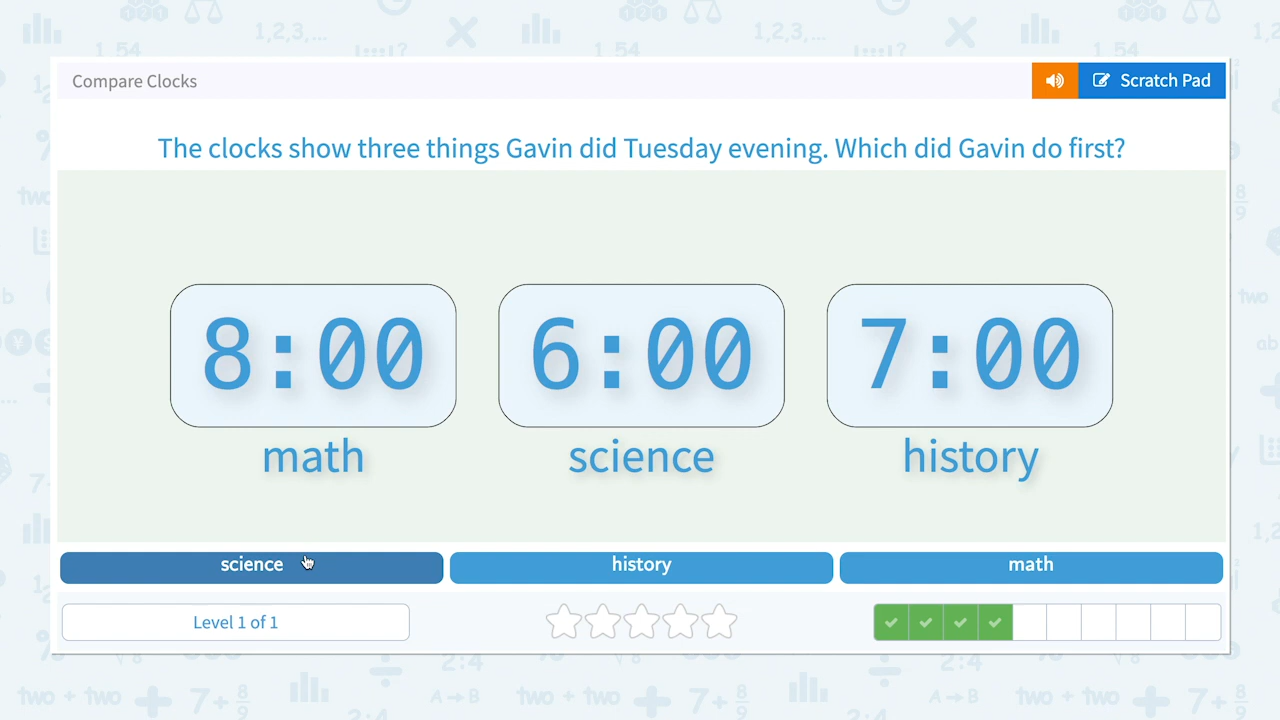 Compare Clocks
Scratch Pad
The clocks show three things Gavin did Tuesday evening. Which did Gavin do first?
8:00 6:00 7:00
math science history
science history math
Level 1 of 1